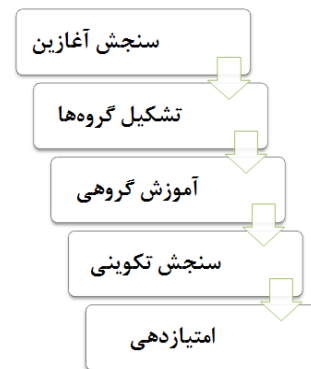 سنجش آغازین
تشکیل گروه‌ها
آموزش گروهی
سنجش تکوینی
امتیازدهی